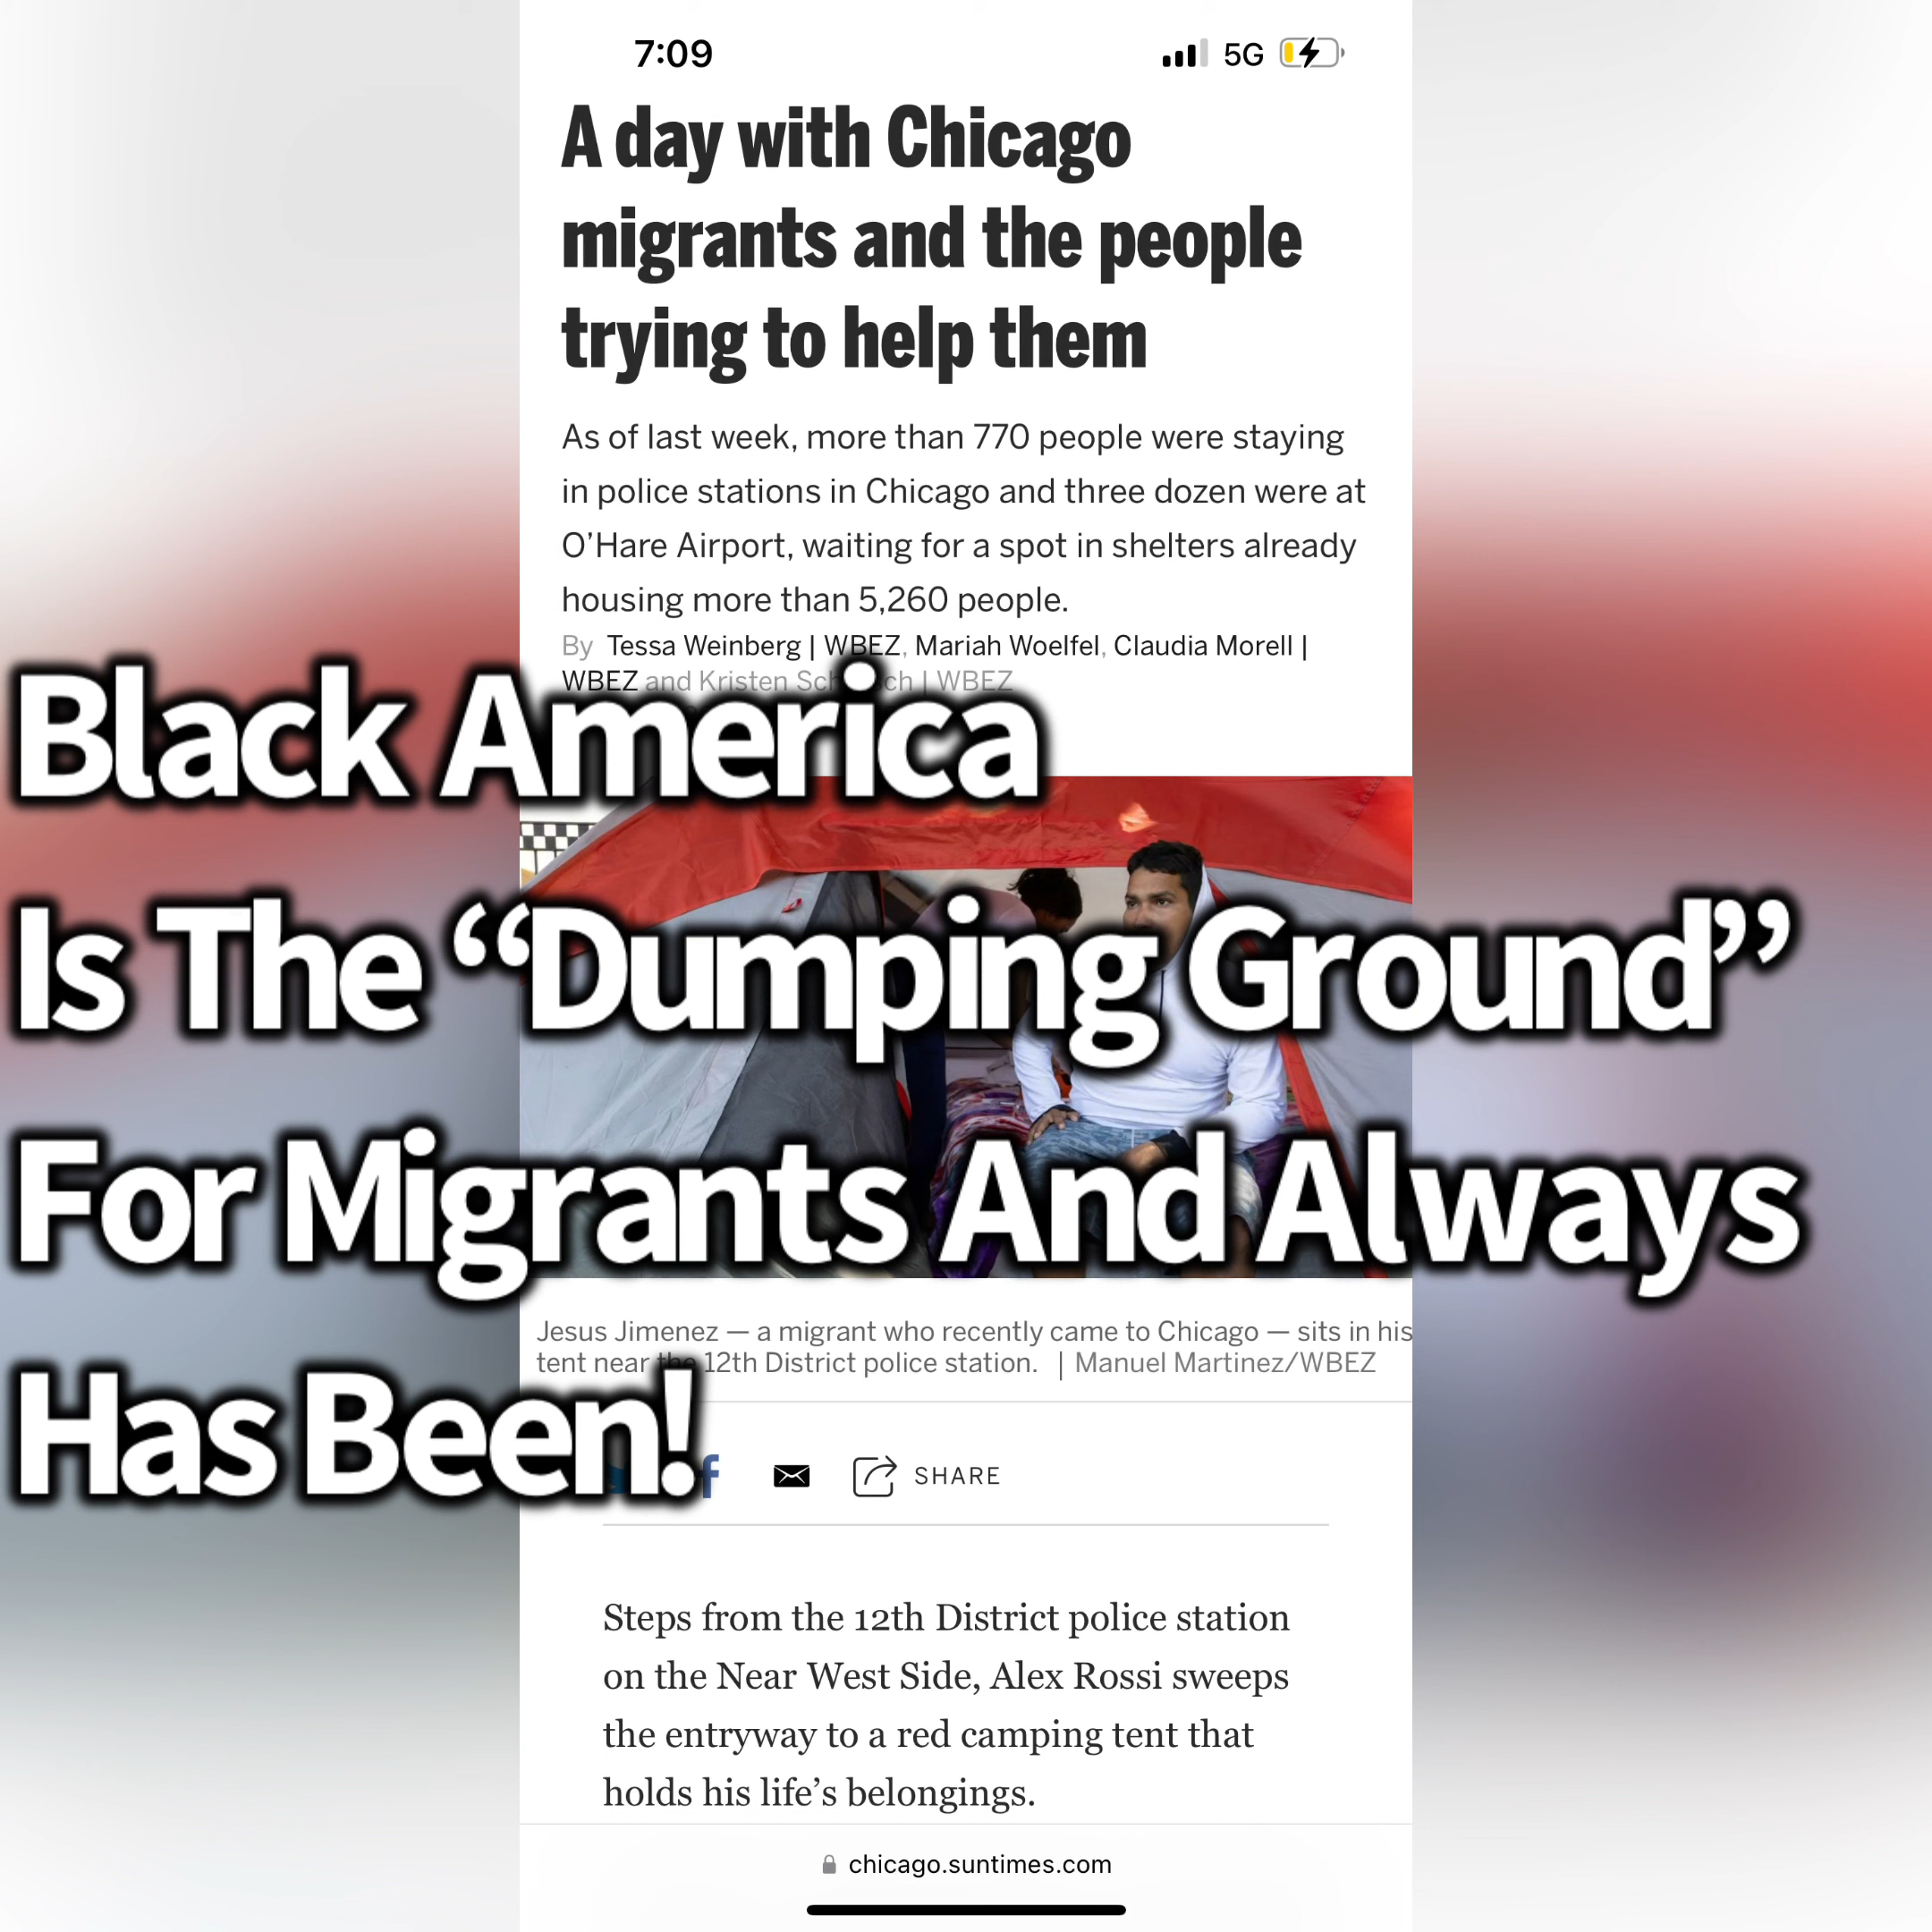 7:09
5G
A day with Chicago
migrants and the people
trying to help them
As of last week, more than 770 people were staying
in police stations in Chicago and three dozen were at
O’Hare Airport, waiting for a spot in shelters already
housing more than 5,260 people.
By Tessa Weinberg | WBEZ, Mariah Woelfel, Claudia Morell |
WBEZ and Kristen | WBEZ
Black America
Is The “Dumping Ground”
For Migrants And Always
Has Been!
Jesus Jimenez — a migrant who recently came to Chicago — sits in his
tent near the 12th District police station. | Manuel Martinez/WBEZ
SHARE
Steps from the 12th District police station
on the Near West Side, Alex Rossi sweeps
the entryway to a red camping tent that
holds his life’s belongings.
chicago.suntimes.com